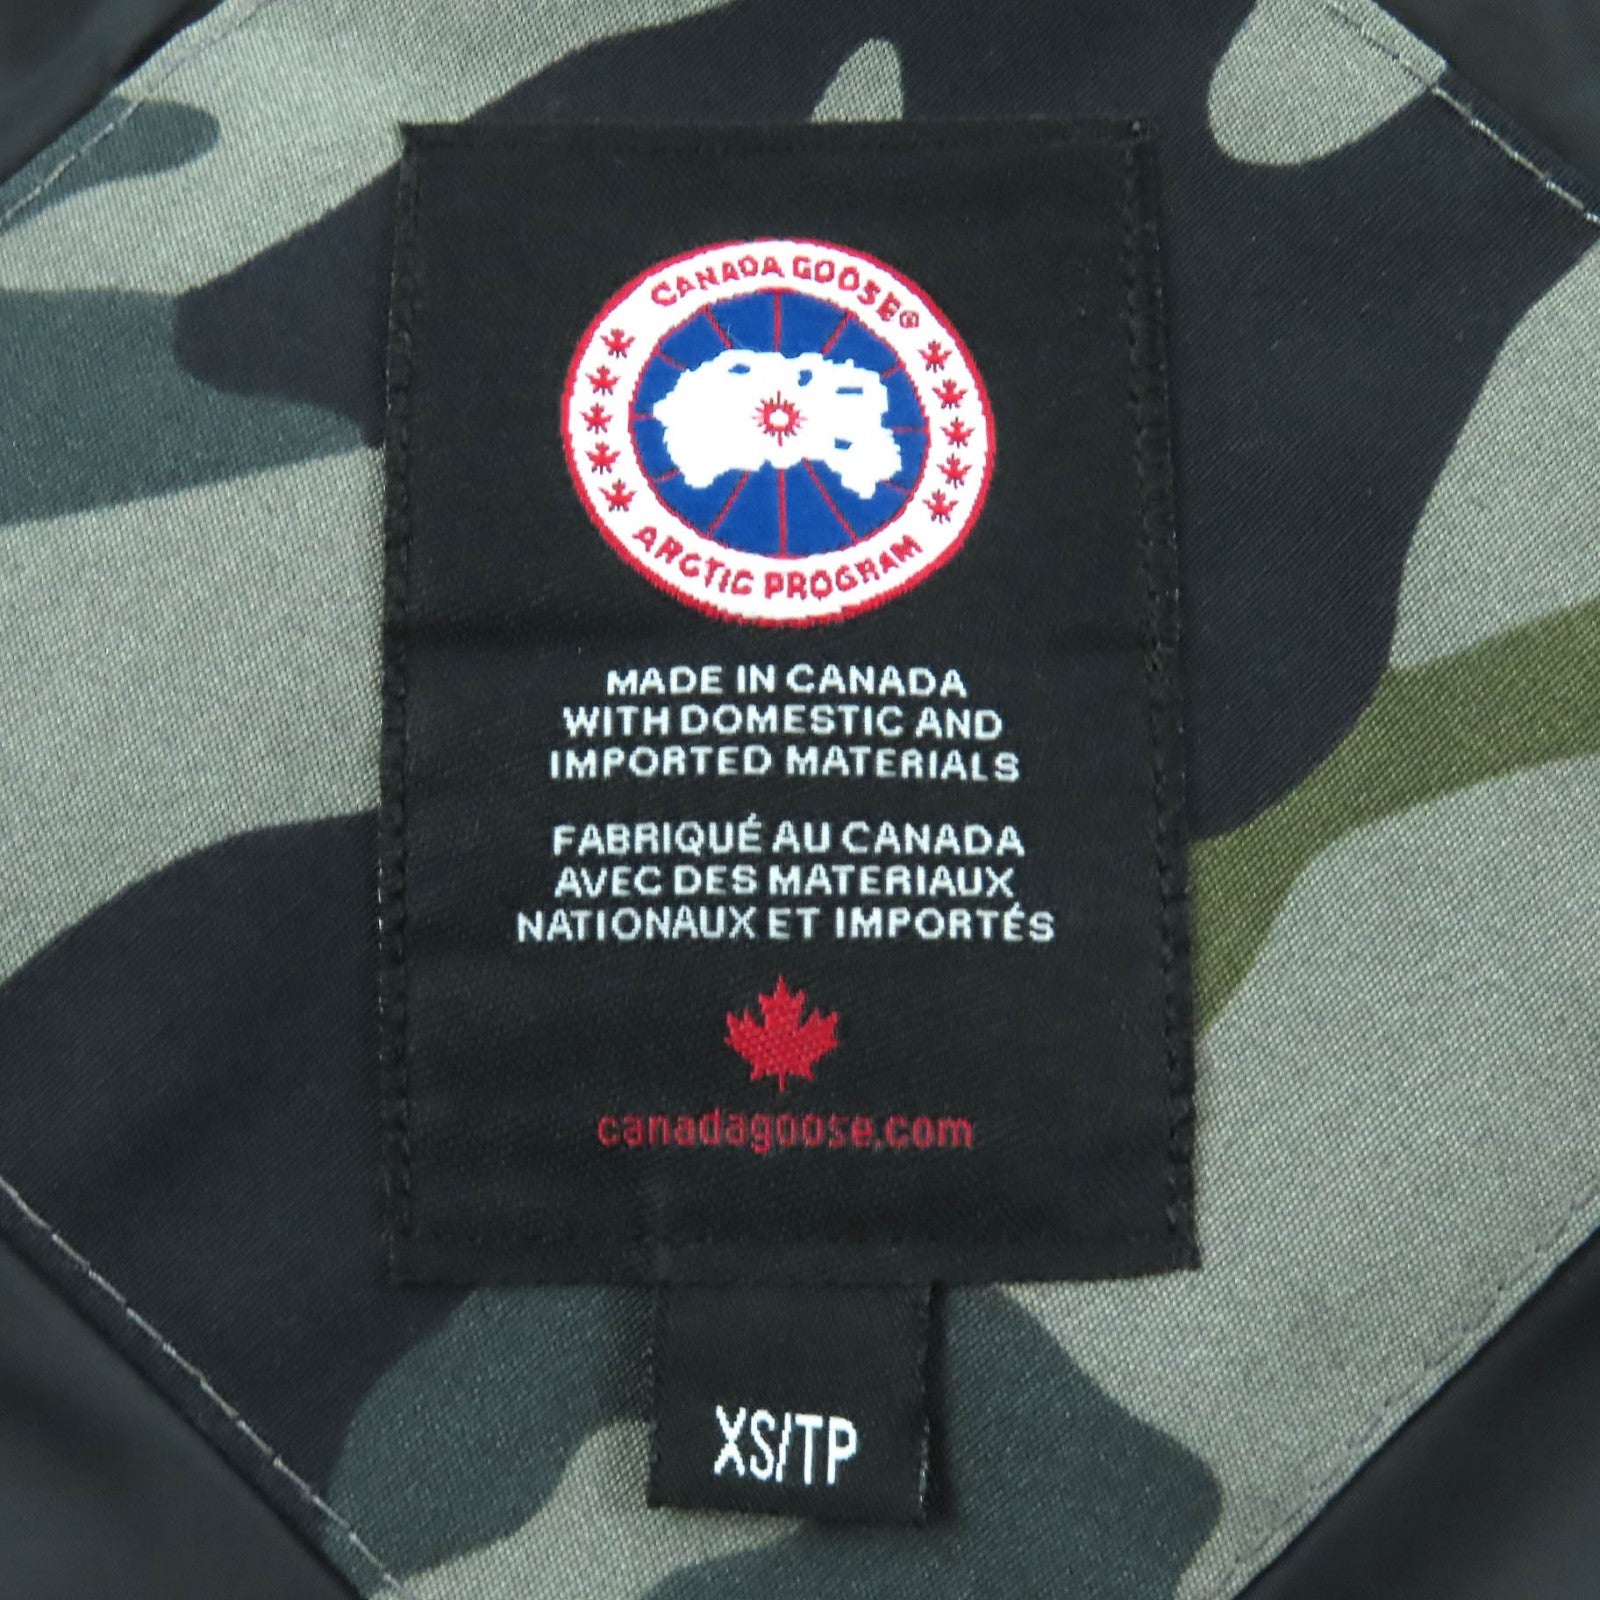 CANADA GOOSE®
ARCTIC PROGRAM
MADE IN CANADA
WITH DOMESTIC AND
IMPORTED MATERIALS
FABRIQUÉ AU CANADA
AVEC DES MATERIAUX
NATIONAUX ET IMPORTÉS
canadagoose.com
XS/TP